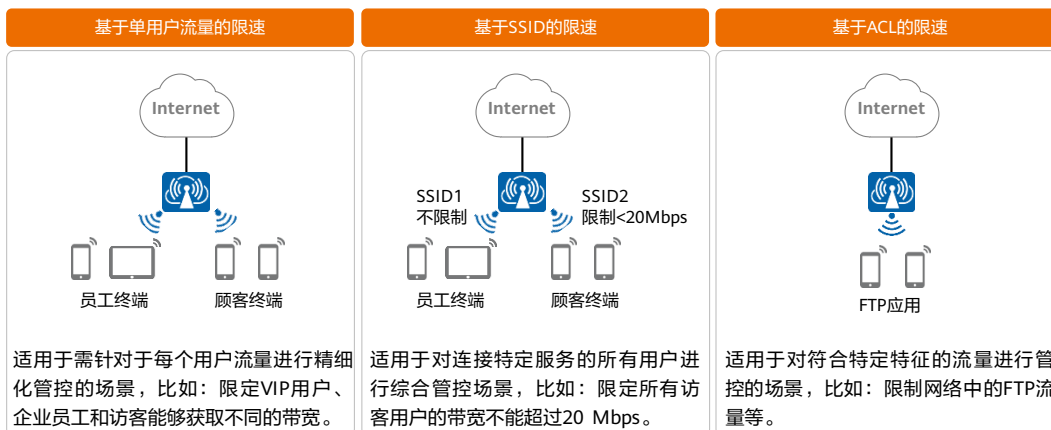 基于单用户流量的限速
Internet
员工终端
顾客终端
适用于需针对于每个用户流量进行精细
化管控的场景，比如：限定VIP用户、
企业员工和访客能够获取不同的带宽。
基于SSID的限速
Internet
SSID1
不限制
SSID2
限制<20Mbps
员工终端
顾客终端
适用于对连接特定服务的所有用户进
行综合管控场景，比如：限定所有访
客用户的带宽不能超过20 Mbps。
基于ACL的限速
Internet
FTP应用
适用于对符合特定特征的流量进行管
控的场景，比如：限制网络中的FTP流
量等。